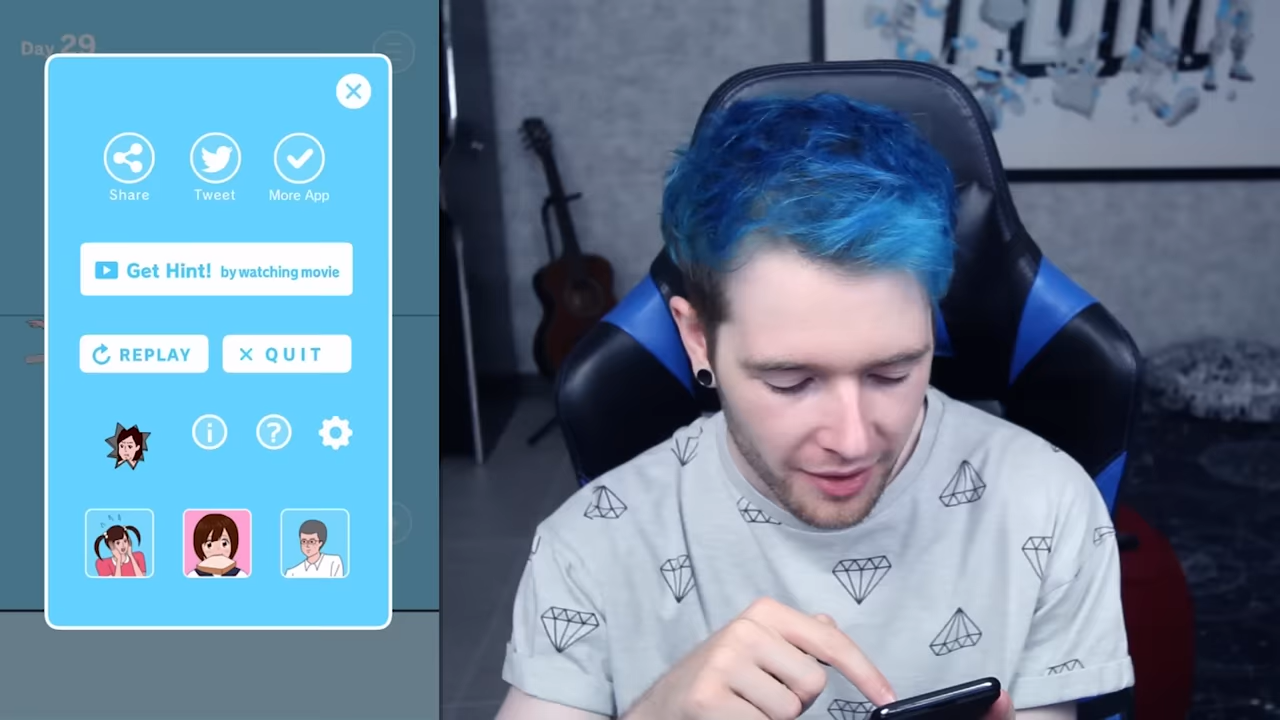 Day 29
Share Tweet More App
Get Hint! by watching movie
REPLAY × QUIT
i ?